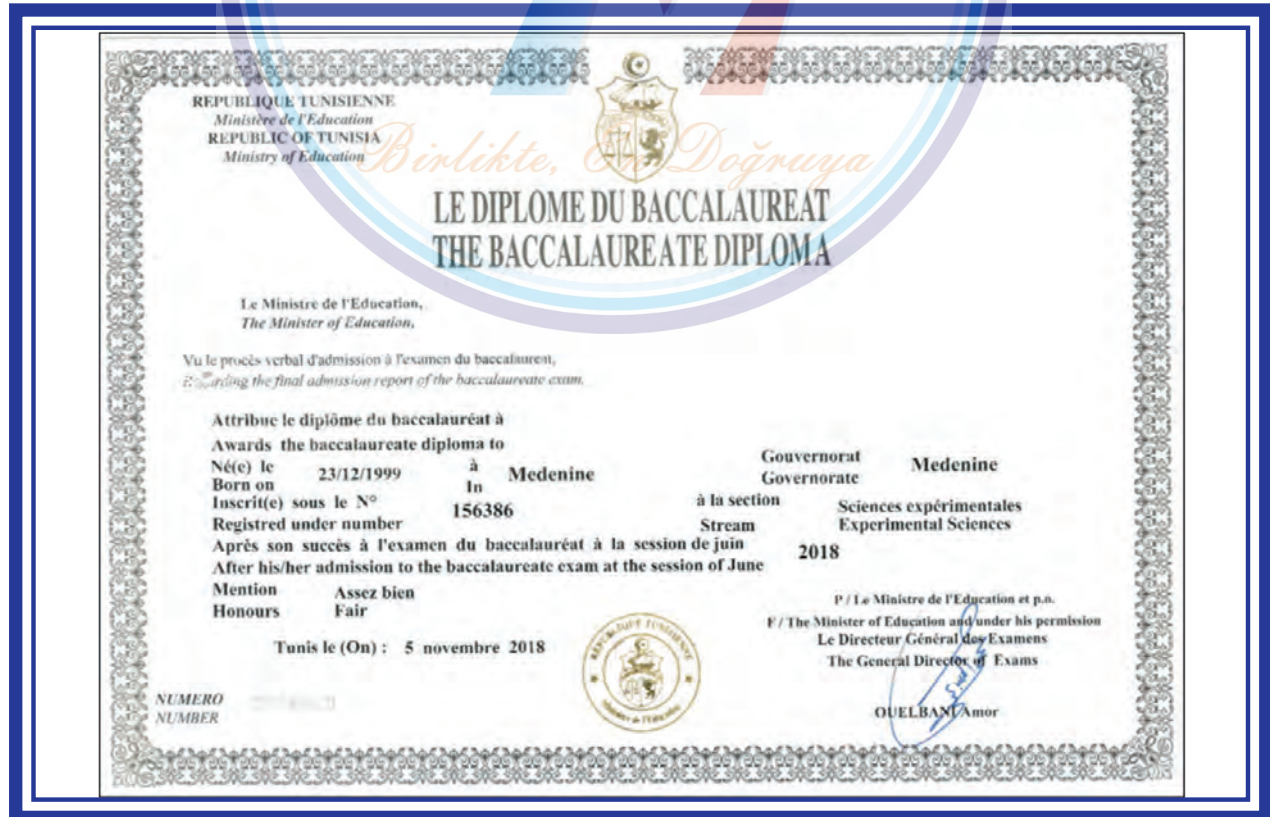 REPUBLIQUE TUNISIENNE
Ministère de l'Education
REPUBLIC OF TUNISIA
Ministry of Education
Birlikte, Doğruya
LE DIPLOME DU BACCALAUREAT
THE BACCALAUREATE DIPLOMA
Le Ministre de l'Education,
The Minister of Education,
Vu le procès verbal d'admission à l'examen du baccalaureat,
the final admission report of the baccalaureate exam.
Attribue le diplôme du baccalauréat à
Awards the baccalaureate diploma to
Né(e) le 23/12/1999 à Medenine Gouvernorat Medenine
Born on In Governorate
Inscrit(e) sous le N° 156386 à la section Sciences expérimentales
Registred under number Stream Experimental Sciences
Après son succès à l'examen du baccalauréat à la session de juin 2018
After his/her admission to the baccalaureate exam at the session of June
Mention Assez bien
Honours Fair
P / Le Ministre de l'Education et p.o.
F / The Minister of Education and under his permission
Le Directeur Général des Examens
The General Director of Exams
Tunis le (On) : 5 novembre 2018
REPUBLIQUE TUNISIENNE
Ministère de l'Education
NUMERO
NUMBER
OUELBANI Amor